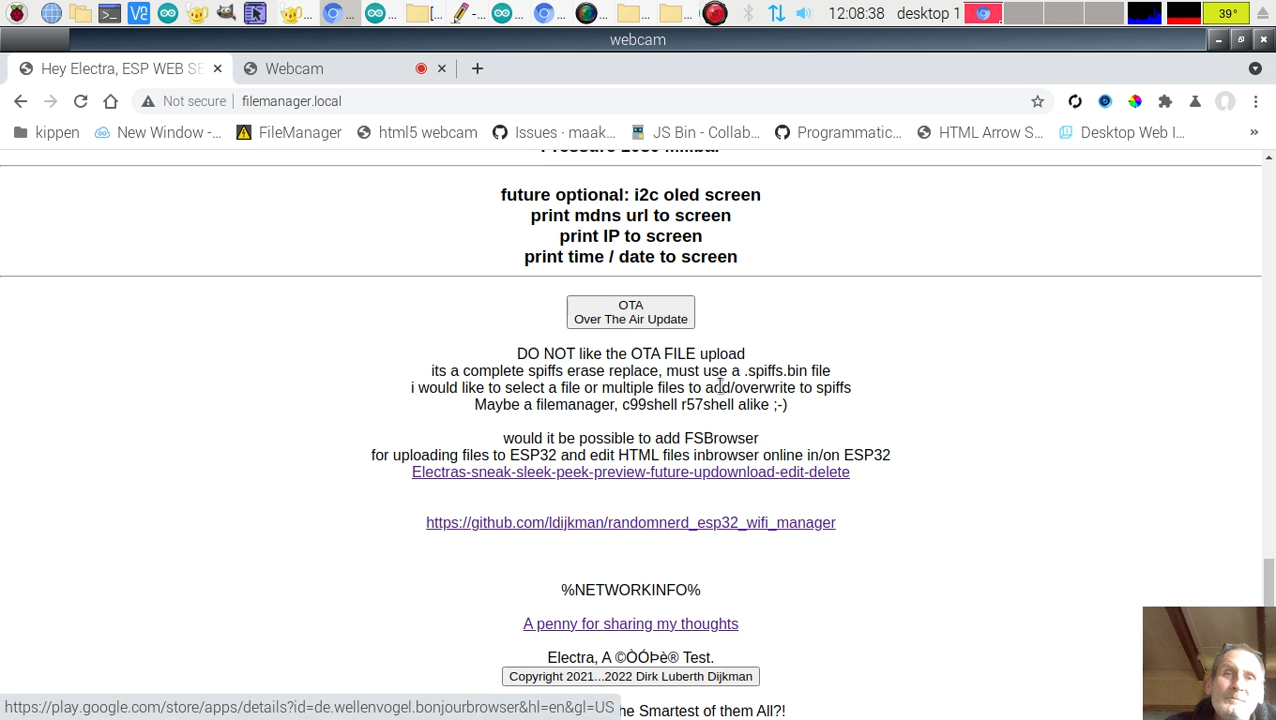 12:08:38
desktop 1
39°
webcam
Hey Electra, ESP WEB SE
Webcam
Not secure
filemanager.local
kippen
New Window -...
FileManager
html5 webcam
Issues · maak...
JS Bin - Collab...
Programmatic...
HTML Arrow S...
Desktop Web I...
future optional: i2c oled screen
print mdns url to screen
print IP to screen
print time / date to screen
OTA
Over The Air Update
DO NOT like the OTA FILE upload
its a complete spiffs erase replace, must use a .spiffs.bin file
i would like to select a file or multiple files to add/overwrite to spiffs
Maybe a filemanager, c99shell r57shell alike ;-)
would it be possible to add FSBrowser
for uploading files to ESP32 and edit HTML files inbrowser online in/on ESP32
Electras-sneak-sleek-peek-preview-future-updownload-edit-delete
https://github.com/ldijkman/randomnerd_esp32_wifi_manager
%NETWORKINFO%
A penny for sharing my thoughts
Electra, A ©ÒÓÞè® Test.
Copyright 2021...2022 Dirk Luberth Dijkman
https://play.google.com/store/apps/details?id=de.wellenvogel.bonjourbrowser&hl=en&gl=US
he Smartest of them All?!